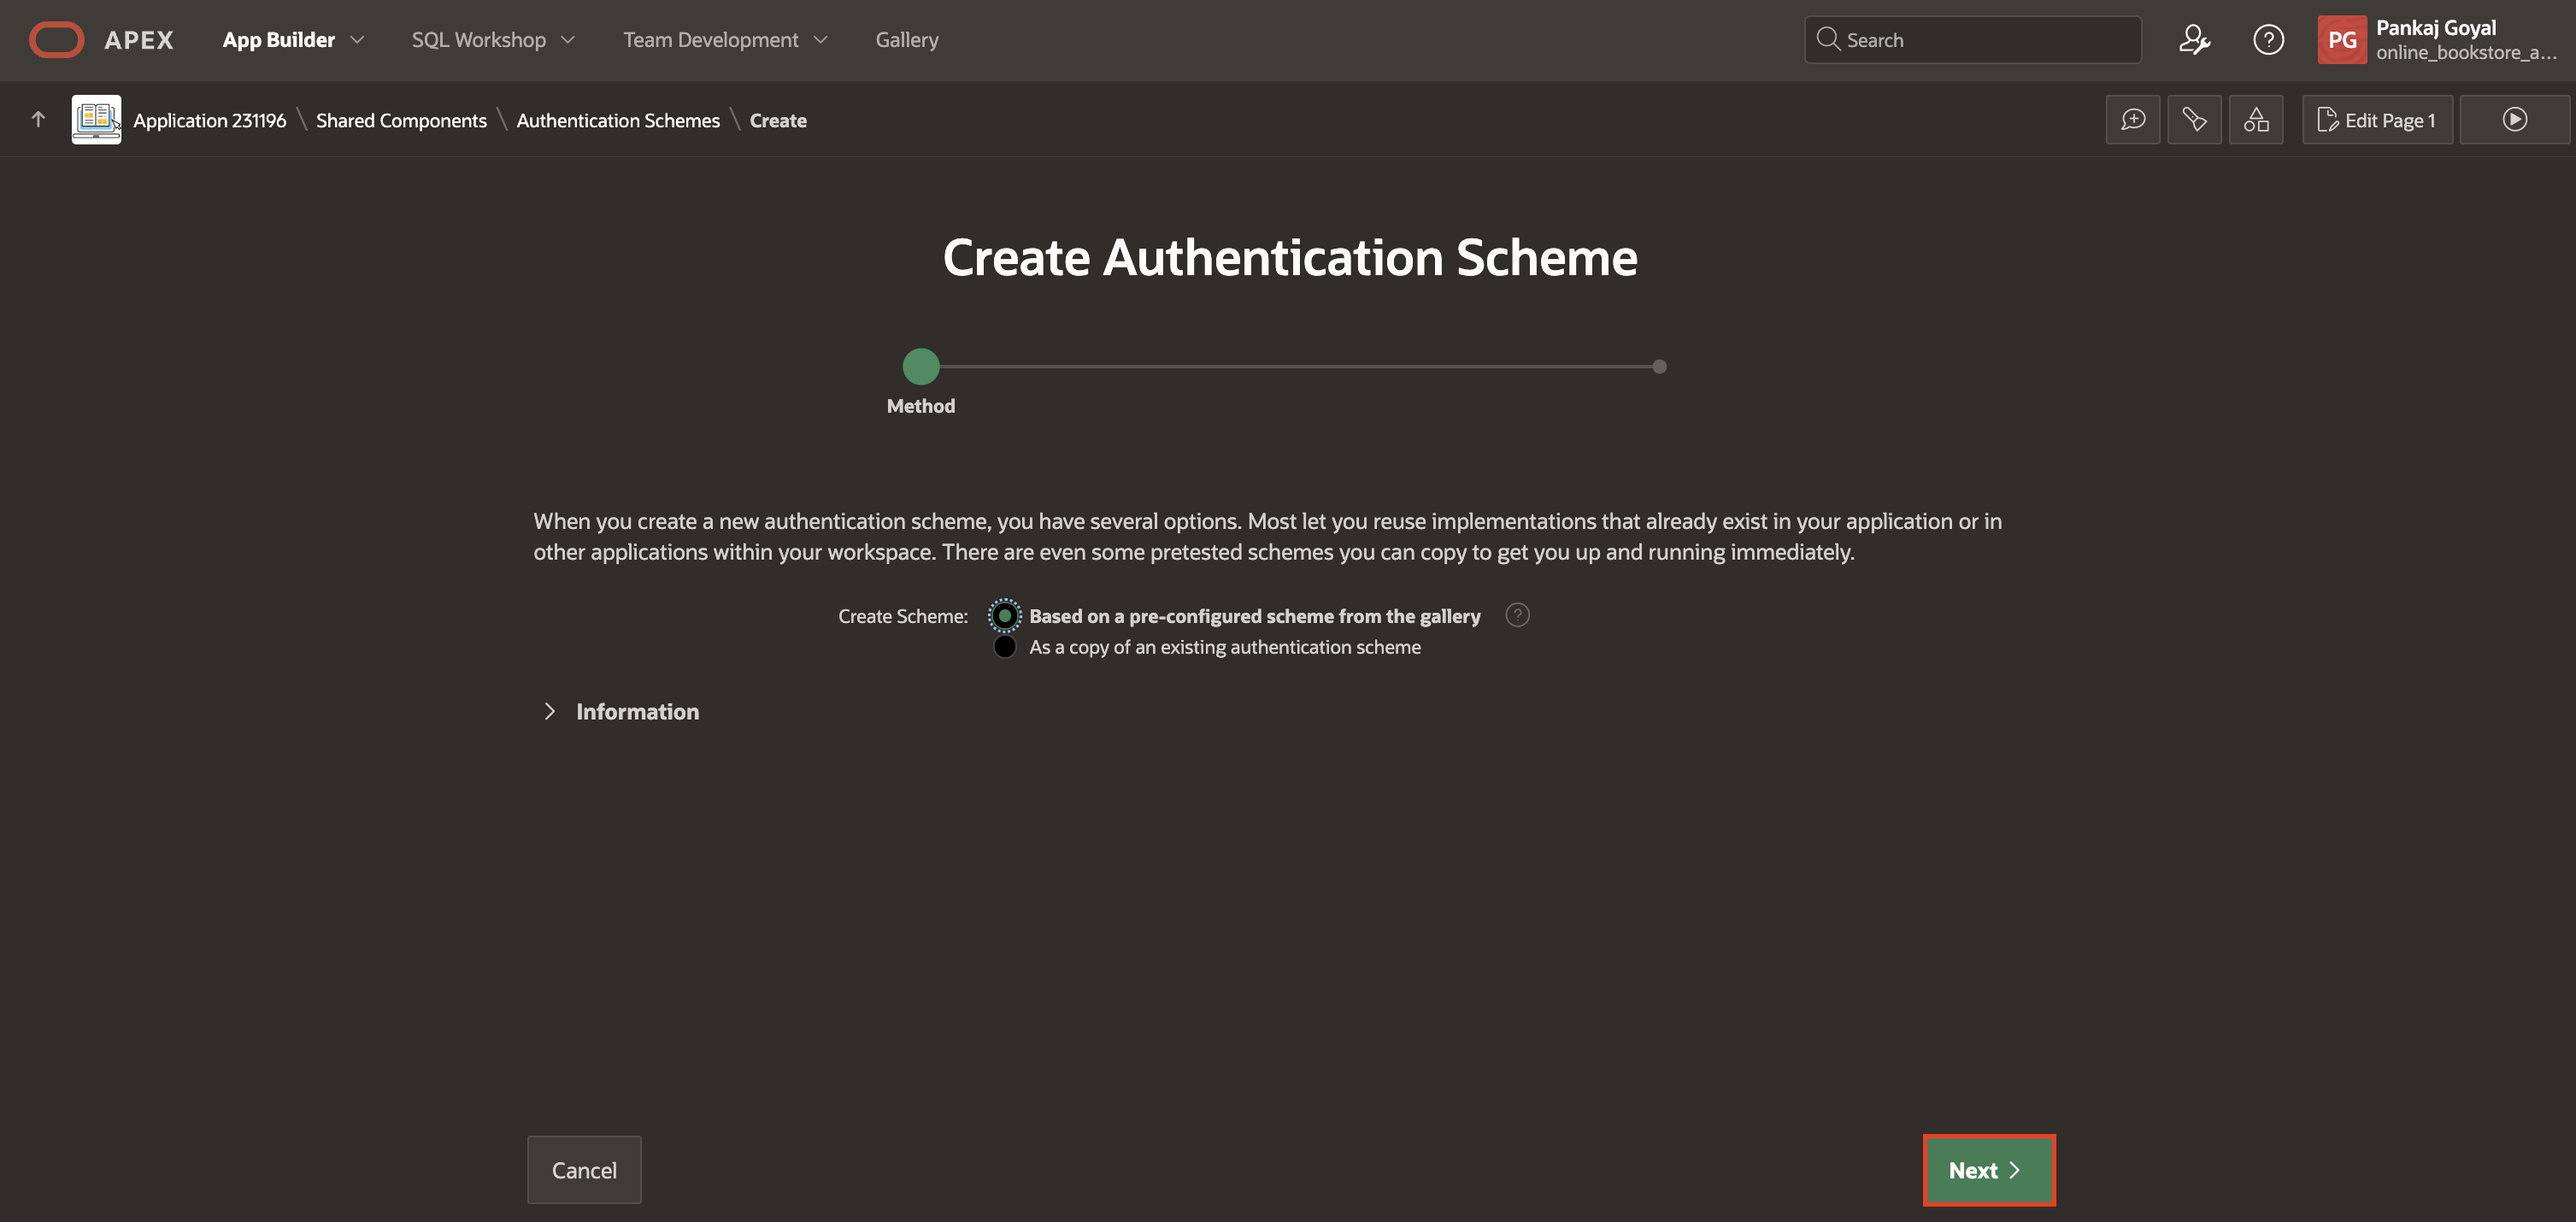 APEX App Builder SQL Workshop Team Development Gallery Search ? PG Pankaj Goyal
online_bookstore_a...
Application 231196 \ Shared Components \ Authentication Schemes \ Create Edit Page 1
Create Authentication Scheme
Method
When you create a new authentication scheme, you have several options. Most let you reuse implementations that already exist in your application or in
other applications within your workspace. There are even some pretested schemes you can copy to get you up and running immediately.
Create Scheme: Based on a pre-configured scheme from the gallery ?
As a copy of an existing authentication scheme
Information
Cancel Next